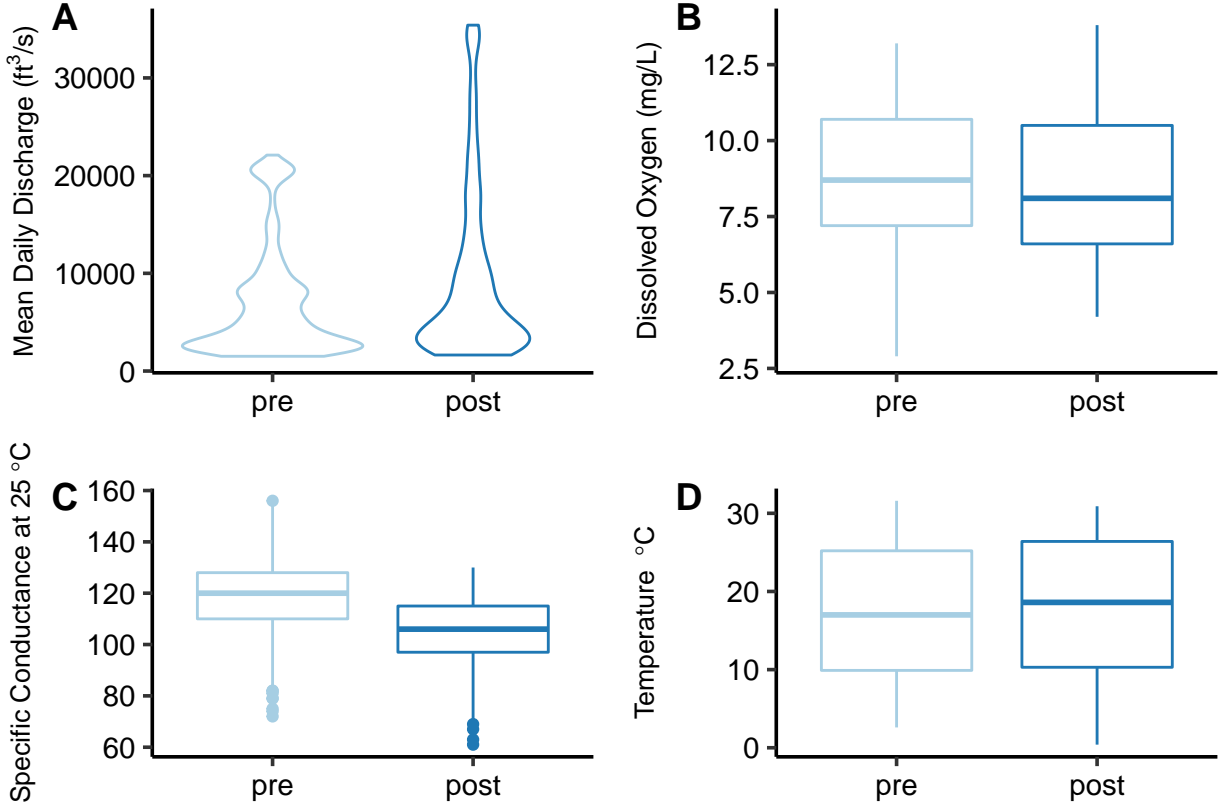 A
Mean Daily Discharge (ft³/s)
30000
20000
10000
0
pre post
B
Dissolved Oxygen (mg/L)
12.5
10.0
7.5
5.0
2.5
pre post
C
Specific Conductance at 25 °C
160
140
120
100
80
60
pre post
D
Temperature °C
30
20
10
0
pre post